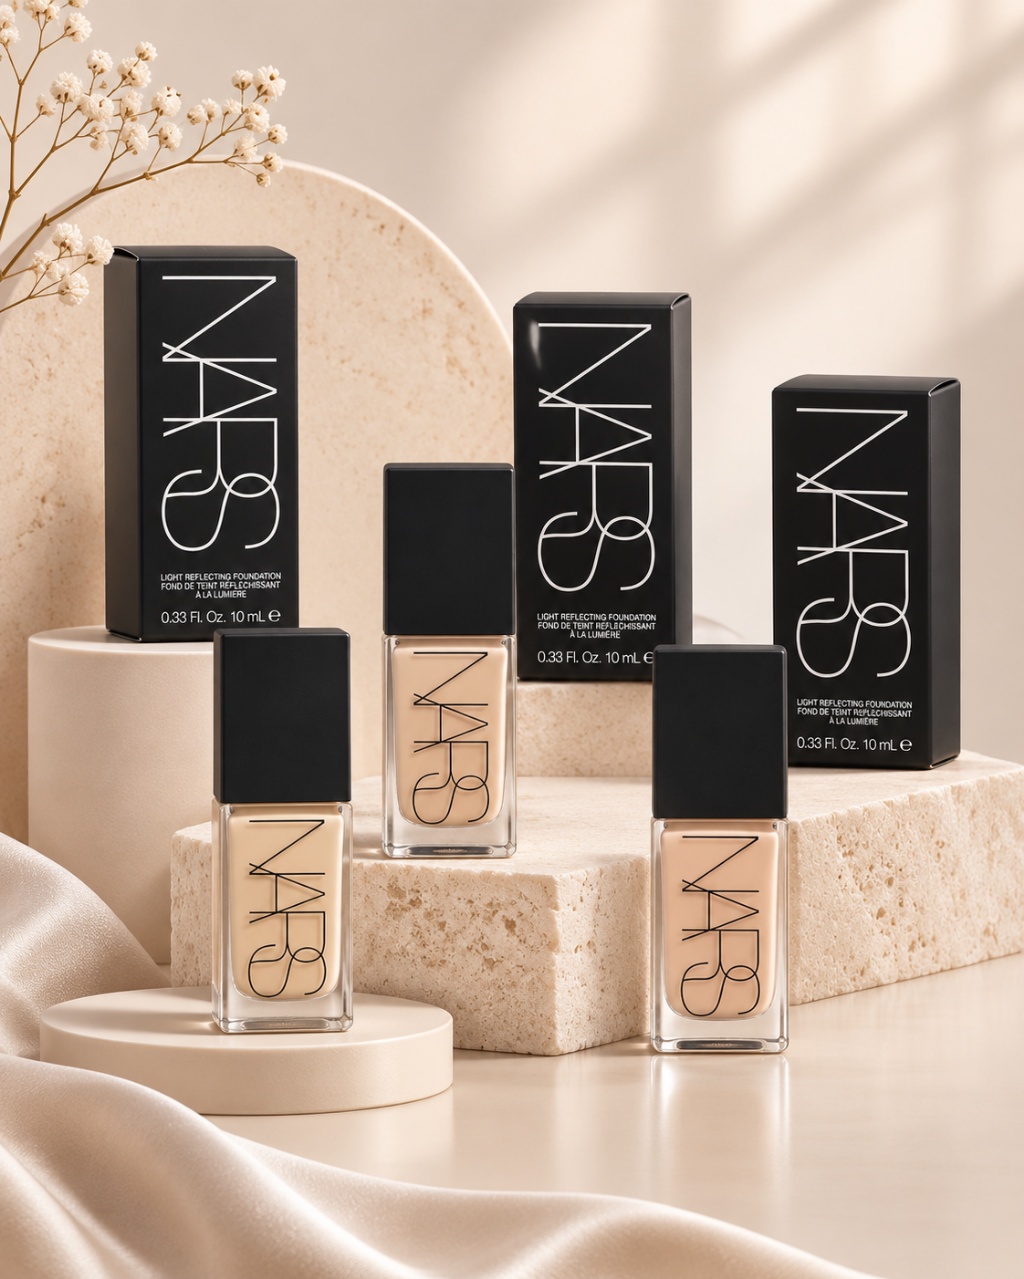 NARS
LIGHT REFLECTING FOUNDATION
FOND DE TEINT RÉFLÉCHISSANT
À LA LUMIÈRE
0.33 Fl. Oz. 10 mL ℮
NARS
LIGHT REFLECTING FOUNDATION
FOND DE TEINT RÉFLÉCHISSANT
À LA LUMIÈRE
0.33 Fl. Oz. 10 mL ℮
NARS
LIGHT REFLECTING FOUNDATION
FOND DE TEINT RÉFLÉCHISSANT
À LA LUMIÈRE
0.33 Fl. Oz. 10 mL ℮
NARS
NARS
NARS